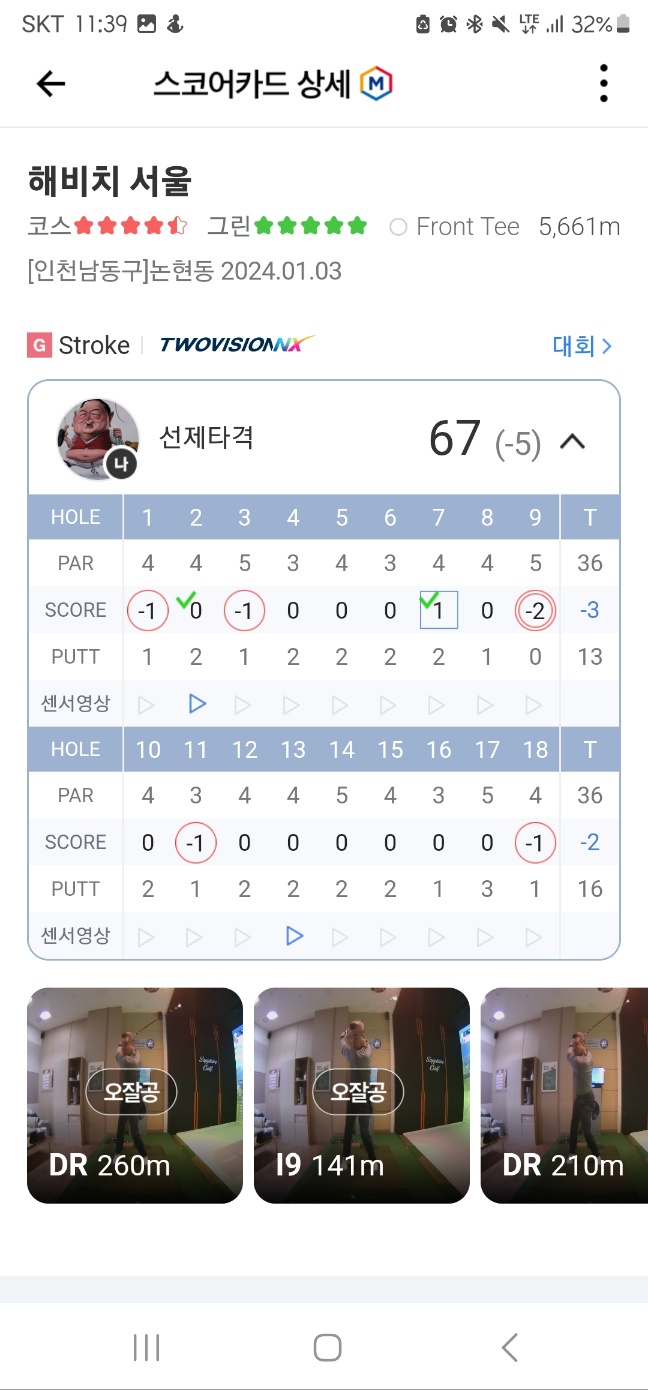 SKT 11:39 LTE 32%
스코어카드 상세 M
해비치 서울
코스 그린 Front Tee 5,661m
[인천남동구]논현동 2024.01.03
G Stroke TWOVISIONNX 대회
나 선제타격 67 (-5)
HOLE 1 2 3 4 5 6 7 8 9 T
PAR 4 4 5 3 4 3 4 4 5 36
SCORE -1 0 -1 0 0 0 1 0 -2 -3
PUTT 1 2 1 2 2 2 2 1 0 13
센서영상
HOLE 10 11 12 13 14 15 16 17 18 T
PAR 4 3 4 4 5 4 3 5 4 36
SCORE 0 -1 0 0 0 0 0 0 -1 -2
PUTT 2 1 2 2 2 2 1 3 1 16
센서영상
오잘공 오잘공
DR 260m I9 141m DR 210m